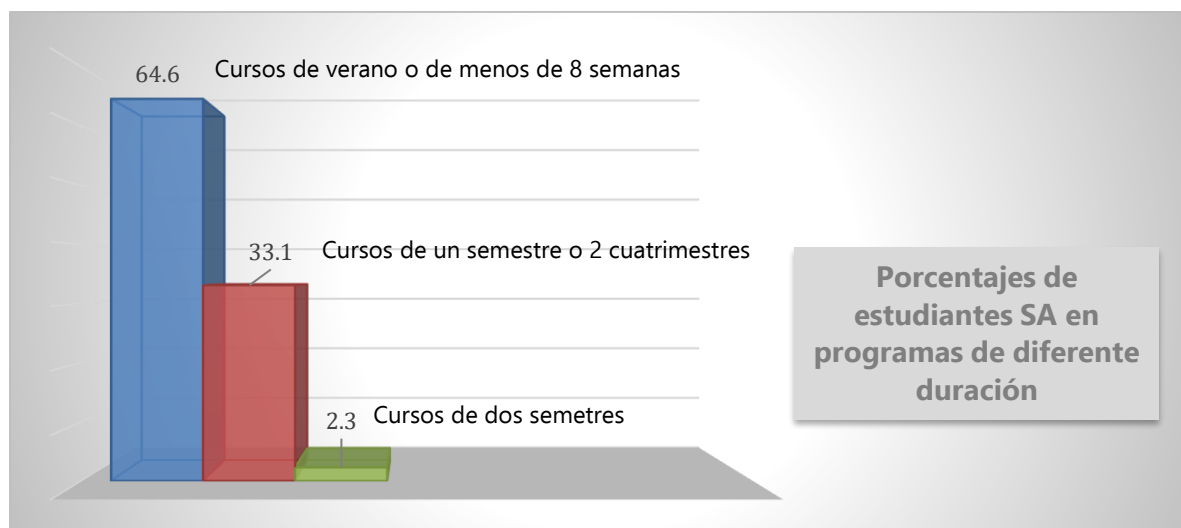 64.6 Cursos de verano o de menos de 8 semanas
33.1 Cursos de un semestre o 2 cuatrimestres
2.3 Cursos de dos semetres
Porcentajes de
estudiantes SA en
programas de diferente
duración